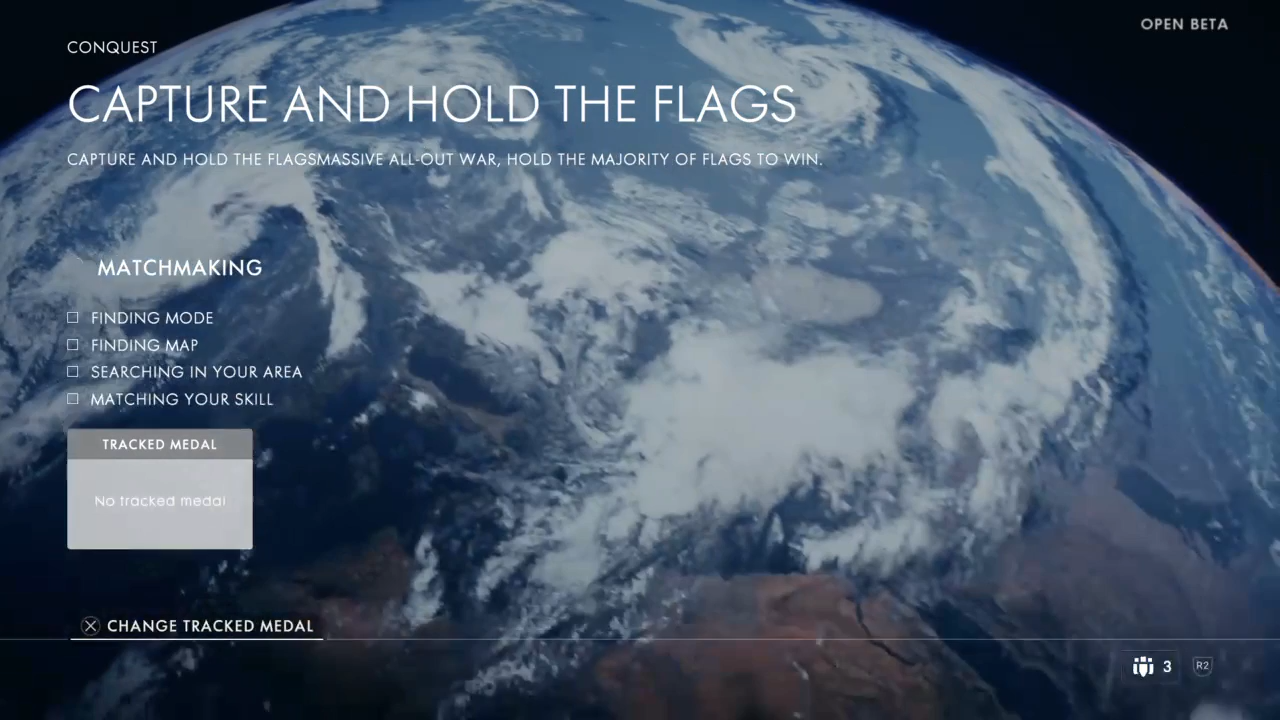 OPEN BETA
CONQUEST
CAPTURE AND HOLD THE FLAGS
CAPTURE AND HOLD THE FLAGSMASSIVE ALL-OUT WAR, HOLD THE MAJORITY OF FLAGS TO WIN.
MATCHMAKING
FINDING MODE
FINDING MAP
SEARCHING IN YOUR AREA
MATCHING YOUR SKILL
TRACKED MEDAL
No tracked medal
CHANGE TRACKED MEDAL
3 R2